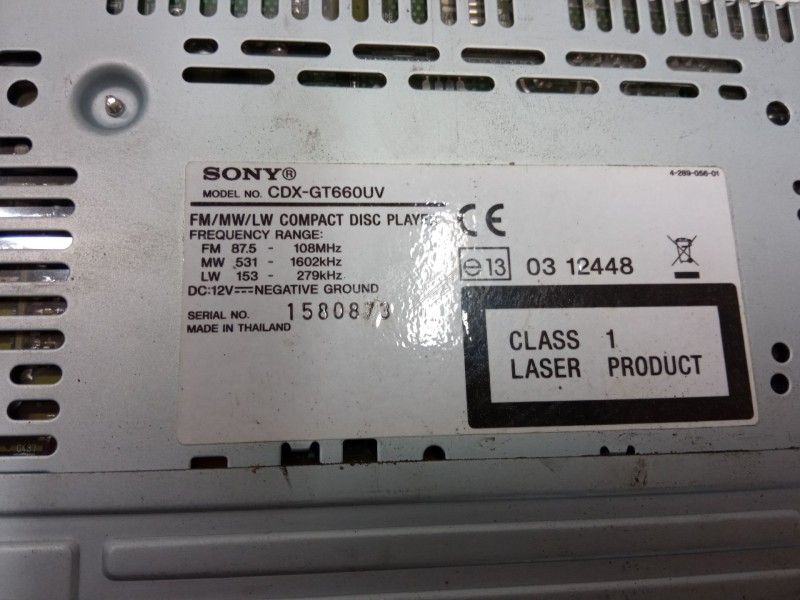 SONY®
4-289-056-01
MODEL NO. CDX-GT660UV
FM/MW/LW COMPACT DISC PLAYER
CE
FREQUENCY RANGE:
FM 87.5 - 108MHz
MW 531 - 1602kHz
LW 153 - 279kHz
e13 03 12448
DC:12V⎓NEGATIVE GROUND
SERIAL NO. 1580873
MADE IN THAILAND
CLASS 1
LASER PRODUCT